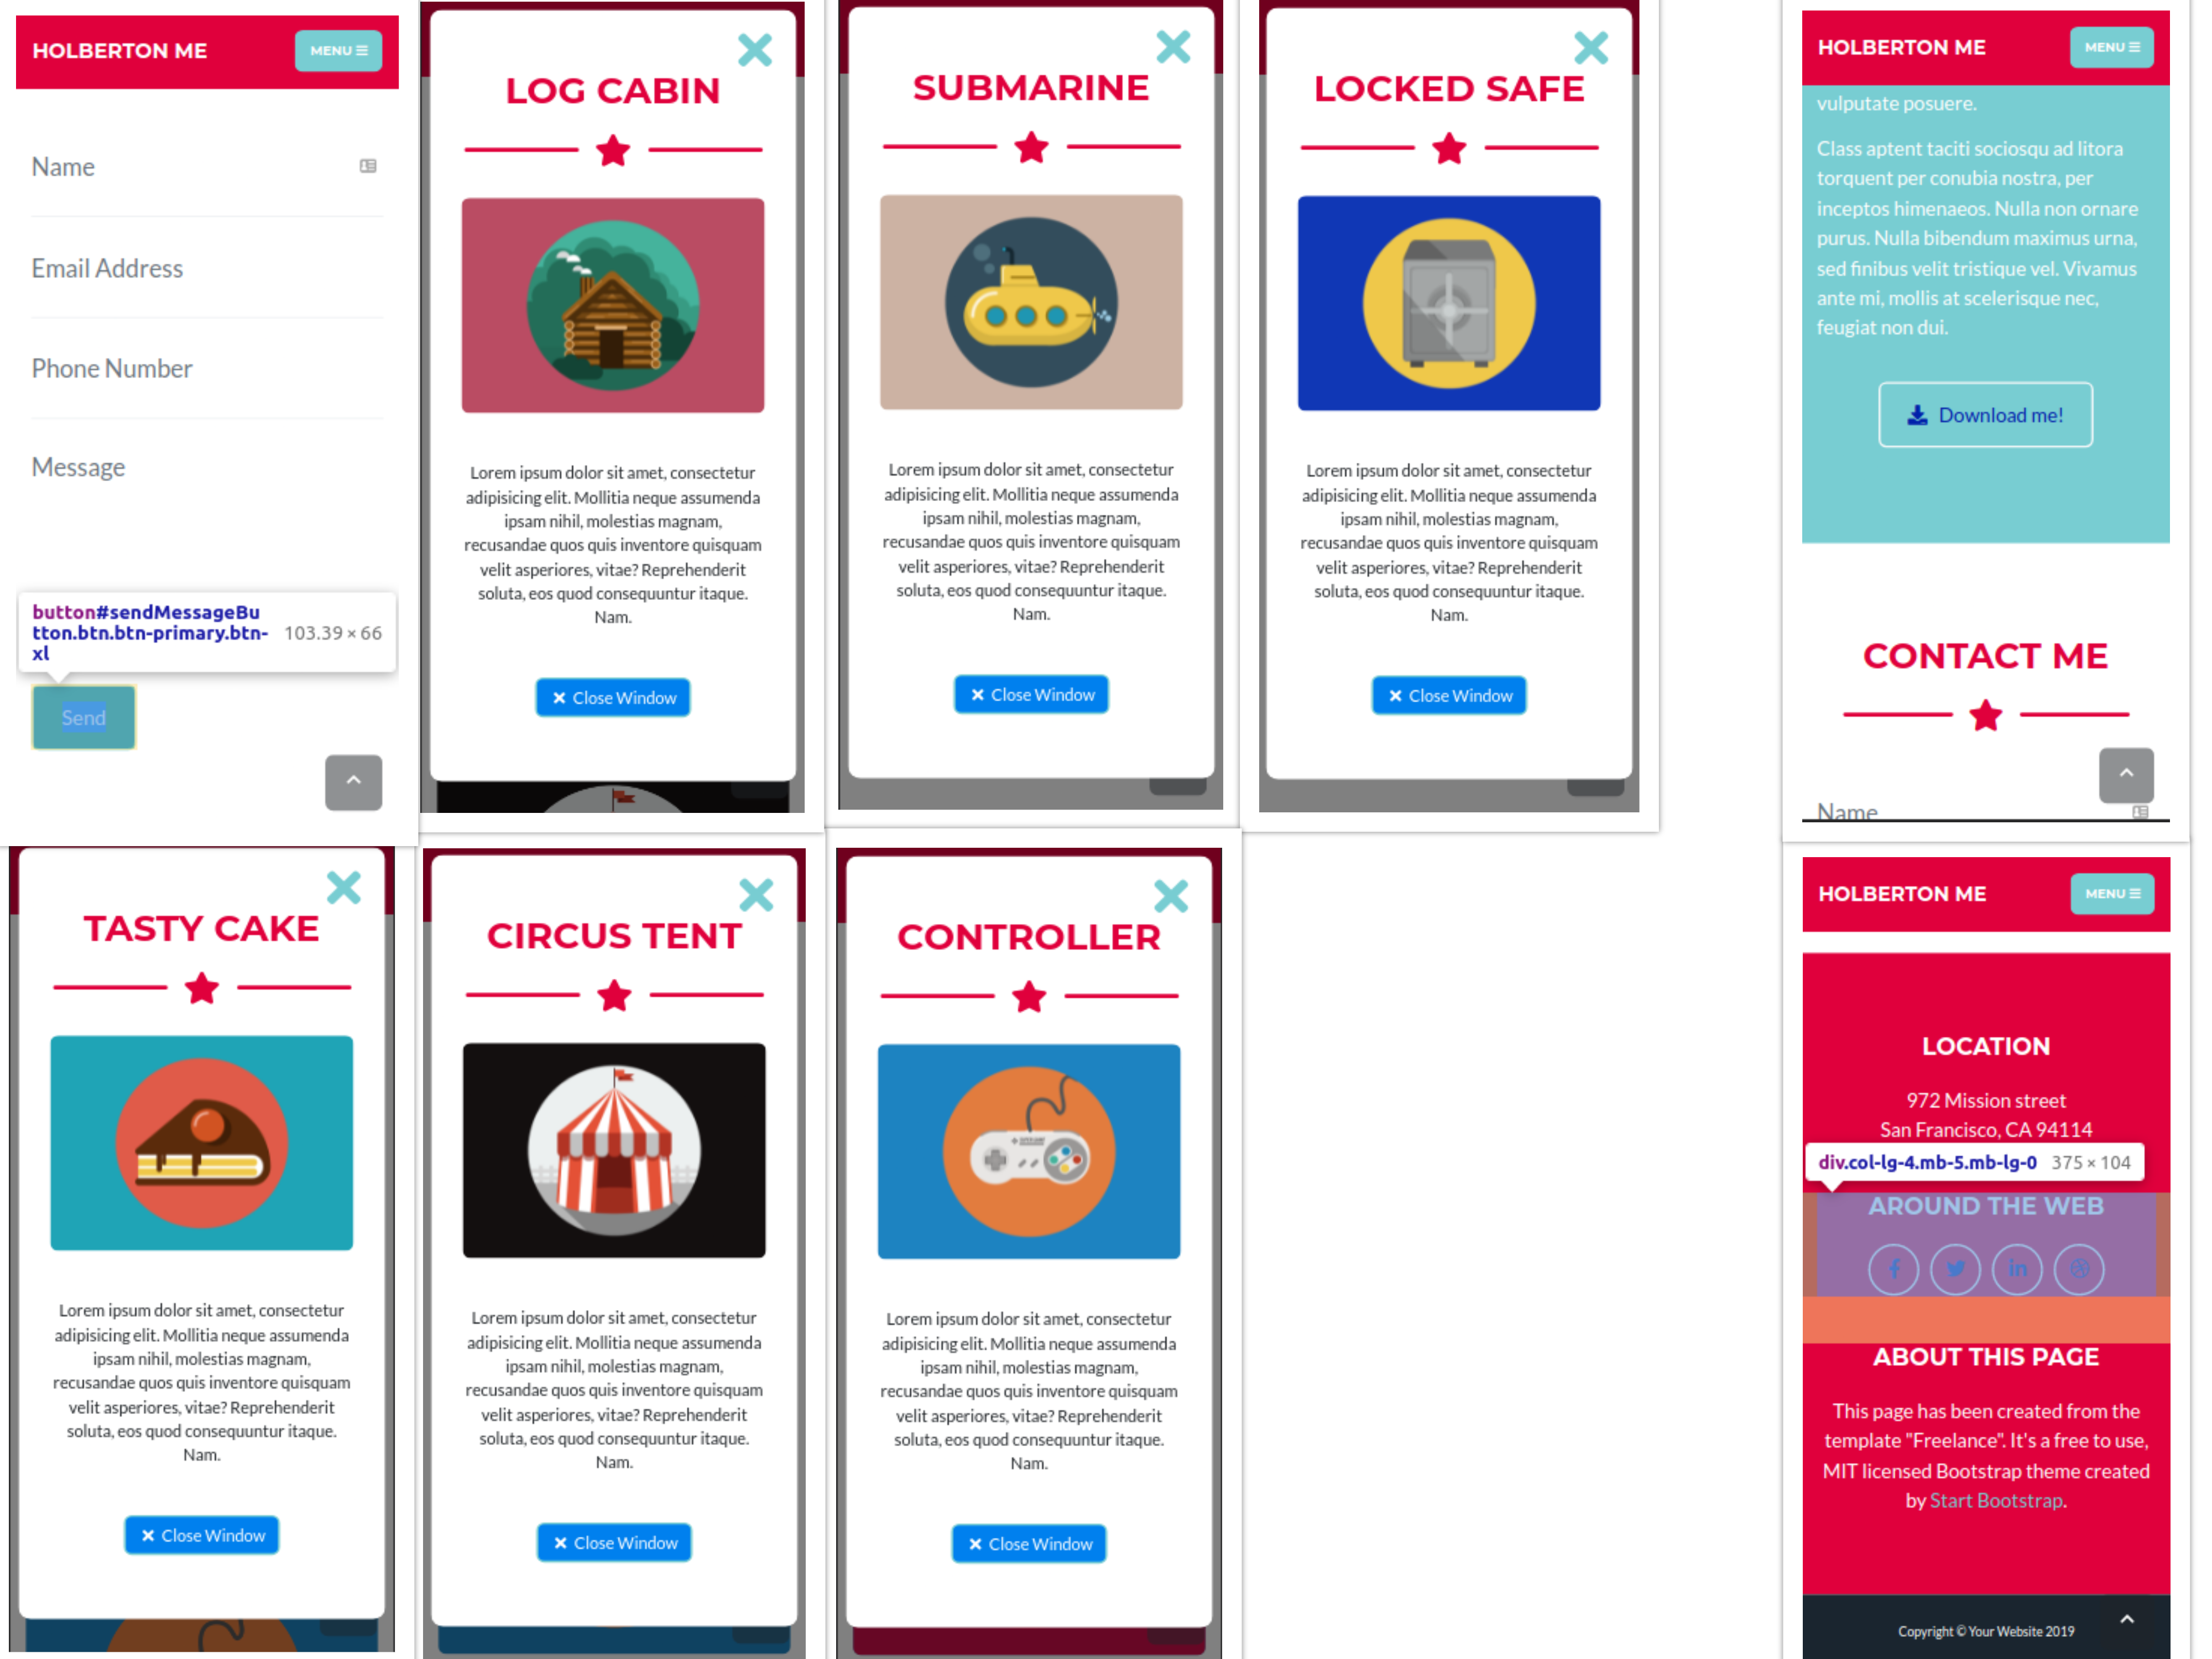 HOLBERTON ME
MENU
Name
Email Address
Phone Number
Message
button#sendMessageBu
tton.btn.btn-primary.btn-
xl
103.39 × 66
Send
LOG CABIN
Lorem ipsum dolor sit amet, consectetur
adipisicing elit. Mollitia neque assumenda
ipsam nihil, molestias magnam,
recusandae quos quis inventore quisquam
velit asperiores, vitae? Reprehenderit
soluta, eos quod consequuntur itaque.
Nam.
Close Window
SUBMARINE
Lorem ipsum dolor sit amet, consectetur
adipisicing elit. Mollitia neque assumenda
ipsam nihil, molestias magnam,
recusandae quos quis inventore quisquam
velit asperiores, vitae? Reprehenderit
soluta, eos quod consequuntur itaque.
Nam.
Close Window
LOCKED SAFE
Lorem ipsum dolor sit amet, consectetur
adipisicing elit. Mollitia neque assumenda
ipsam nihil, molestias magnam,
recusandae quos quis inventore quisquam
velit asperiores, vitae? Reprehenderit
soluta, eos quod consequuntur itaque.
Nam.
Close Window
HOLBERTON ME
MENU
vulputate posuere.
Class aptent taciti sociosqu ad litora
torquent per conubia nostra, per
inceptos himenaeos. Nulla non ornare
purus. Nulla bibendum maximus urna,
sed finibus velit tristique vel. Vivamus
ante mi, mollis at scelerisque nec,
feugiat non dui.
Download me!
CONTACT ME
Name
TASTY CAKE
Lorem ipsum dolor sit amet, consectetur
adipisicing elit. Mollitia neque assumenda
ipsam nihil, molestias magnam,
recusandae quos quis inventore quisquam
velit asperiores, vitae? Reprehenderit
soluta, eos quod consequuntur itaque.
Nam.
Close Window
CIRCUS TENT
Lorem ipsum dolor sit amet, consectetur
adipisicing elit. Mollitia neque assumenda
ipsam nihil, molestias magnam,
recusandae quos quis inventore quisquam
velit asperiores, vitae? Reprehenderit
soluta, eos quod consequuntur itaque.
Nam.
Close Window
CONTROLLER
Lorem ipsum dolor sit amet, consectetur
adipisicing elit. Mollitia neque assumenda
ipsam nihil, molestias magnam,
recusandae quos quis inventore quisquam
velit asperiores, vitae? Reprehenderit
soluta, eos quod consequuntur itaque.
Nam.
Close Window
HOLBERTON ME
MENU
LOCATION
972 Mission street
San Francisco, CA 94114
div.col-lg-4.mb-5.mb-lg-0 375 × 104
AROUND THE WEB
ABOUT THIS PAGE
This page has been created from the
template "Freelance". It's a free to use,
MIT licensed Bootstrap theme created
by Start Bootstrap.
Copyright © Your Website 2019